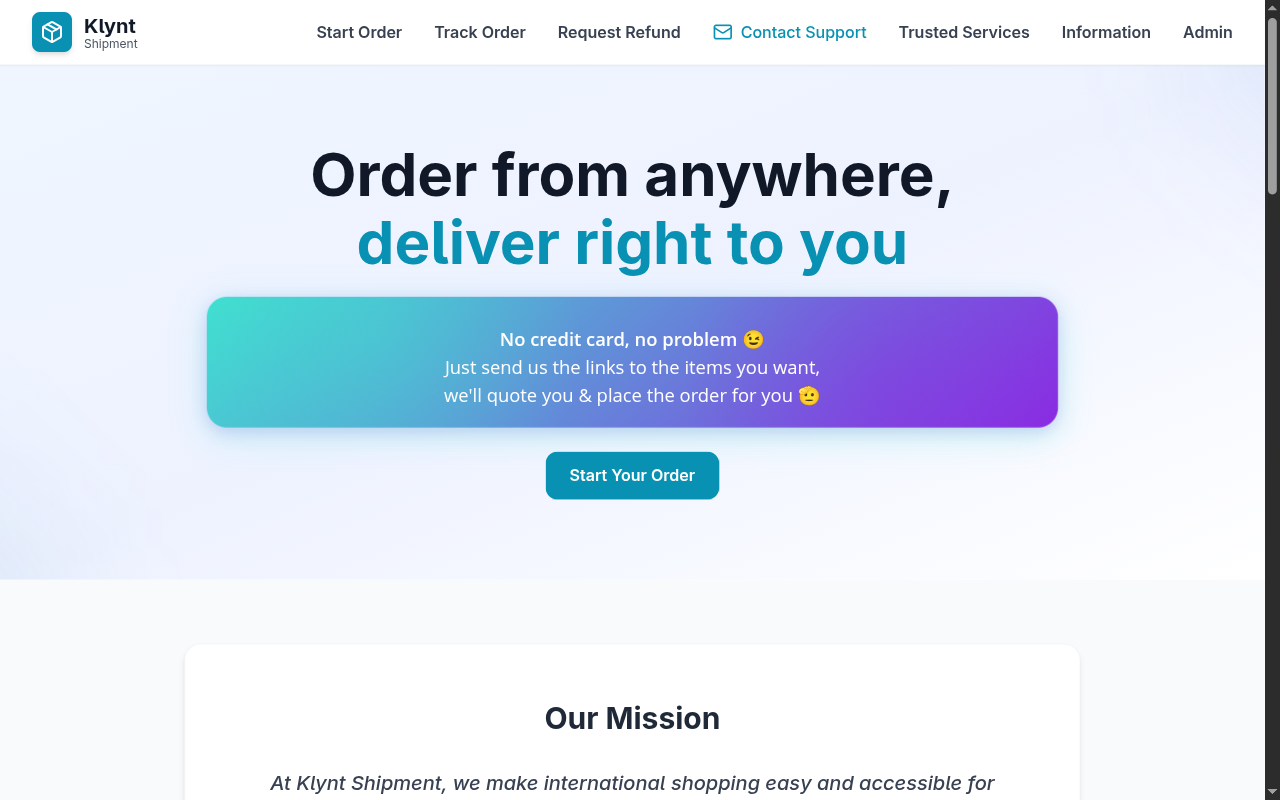 Klynt
Shipment
Start Order
Track Order
Request Refund
Contact Support
Trusted Services
Information
Admin
Order from anywhere,
deliver right to you
No credit card, no problem 😉
Just send us the links to the items you want,
we'll quote you & place the order for you 🫡
Start Your Order
Our Mission
At Klynt Shipment, we make international shopping easy and accessible for